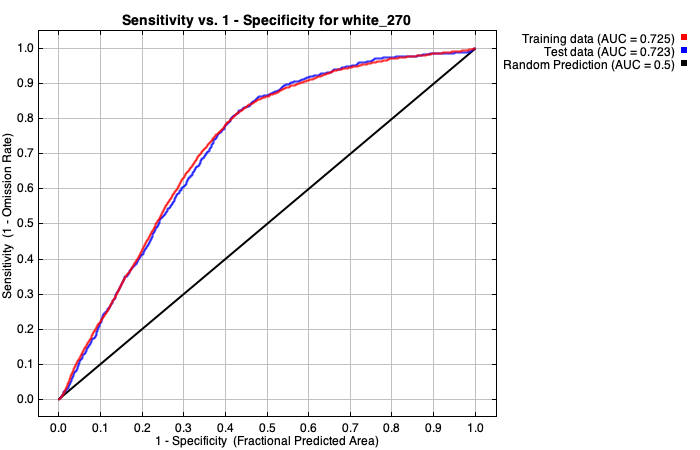 Sensitivity vs. 1 - Specificity for white_270
Training data (AUC = 0.725)
Test data (AUC = 0.723)
Random Prediction (AUC = 0.5)
Sensitivity (1 - Omission Rate)
1.0
0.9
0.8
0.7
0.6
0.5
0.4
0.3
0.2
0.1
0.0
0.0 0.1 0.2 0.3 0.4 0.5 0.6 0.7 0.8 0.9 1.0
1 - Specificity (Fractional Predicted Area)